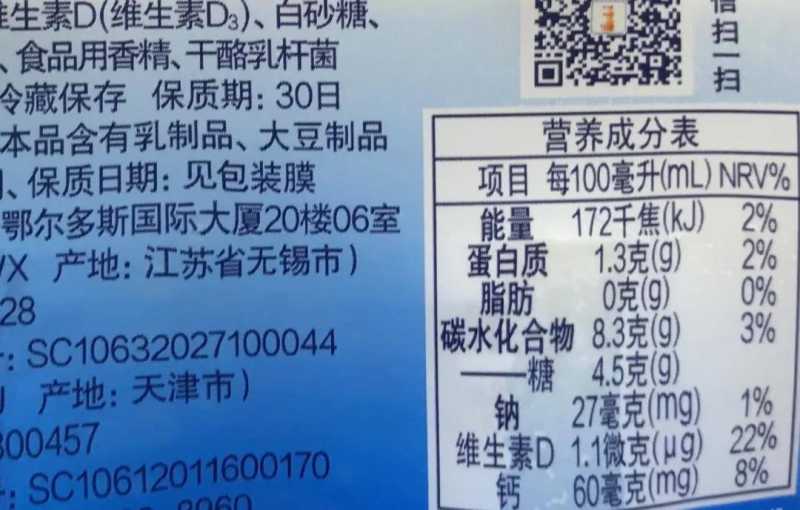 维生素D(维生素D3)、白砂糖、
、食品用香精、干酪乳杆菌
冷藏保存 保质期: 30日
本品含有乳制品、大豆制品
、保质日期: 见包装膜
鄂尔多斯国际大厦20楼06室
产地: 江苏省无锡市)
28
: SC10632027100044
产地: 天津市)
300457
: SC10612011600170
扫
一
扫
营养成分表
项目 每100毫升(mL) NRV%
能量 172千焦(kJ) 2%
蛋白质 1.3克(g) 2%
脂肪 0克(g) 0%
碳水化合物 8.3克(g) 3%
——糖 4.5克(g)
钠 27毫克(mg) 1%
维生素D 1.1微克(µg) 22%
钙 60毫克(mg) 8%